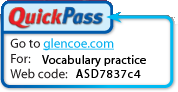 QuickPass
Go to glencoe.com
For: Vocabulary practice
Web code: ASD7837c4